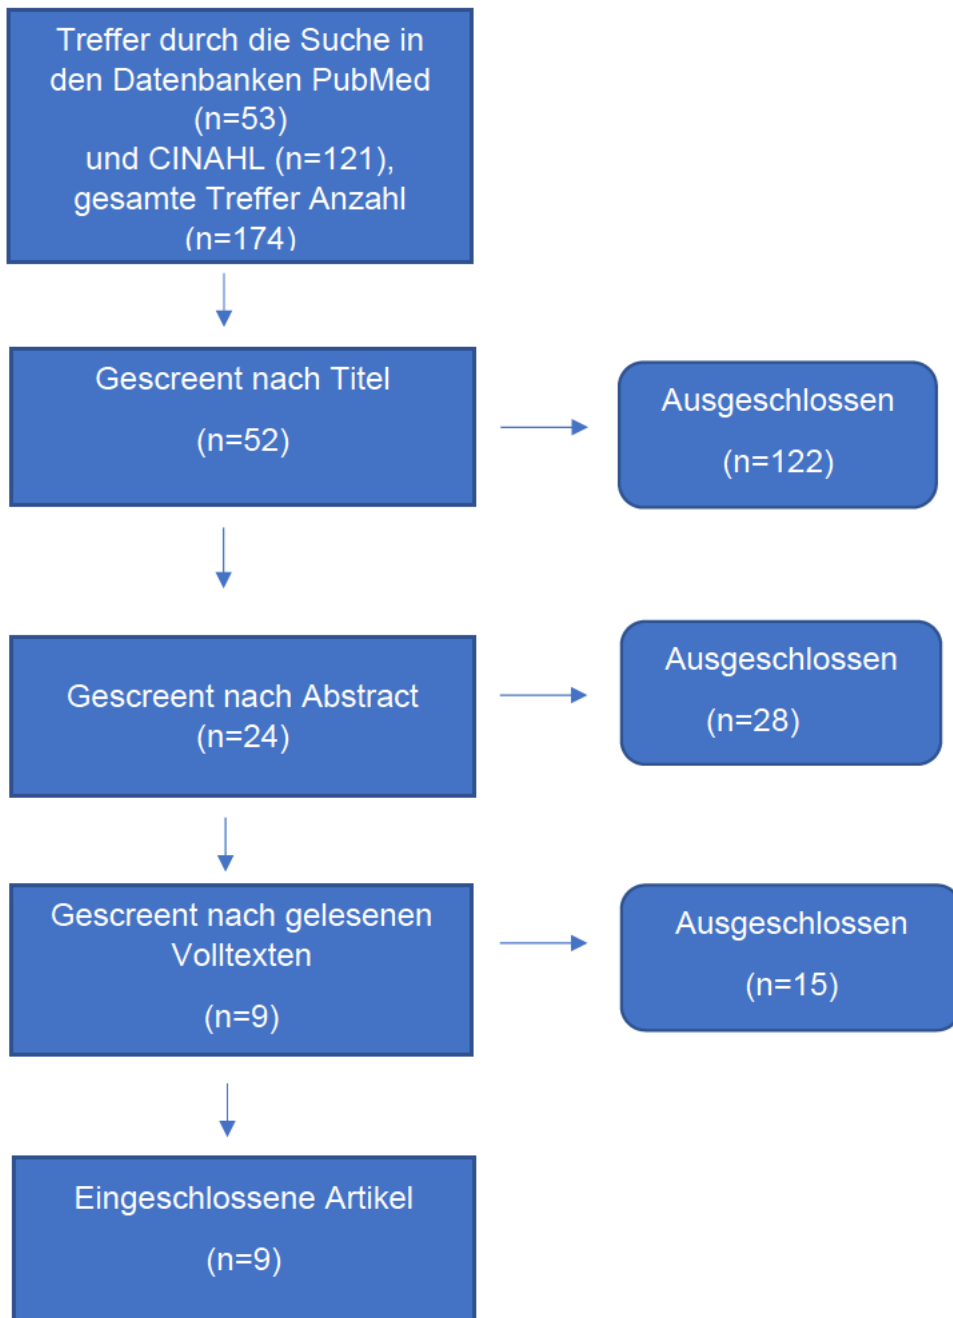 Treffer durch die Suche in
den Datenbanken PubMed
(n=53)
und CINAHL (n=121),
gesamte Treffer Anzahl
(n=174)
Gescreent nach Titel
(n=52)
Ausgeschlossen
(n=122)
Gescreent nach Abstract
(n=24)
Ausgeschlossen
(n=28)
Gescreent nach gelesenen
Volltexten
(n=9)
Ausgeschlossen
(n=15)
Eingeschlossene Artikel
(n=9)